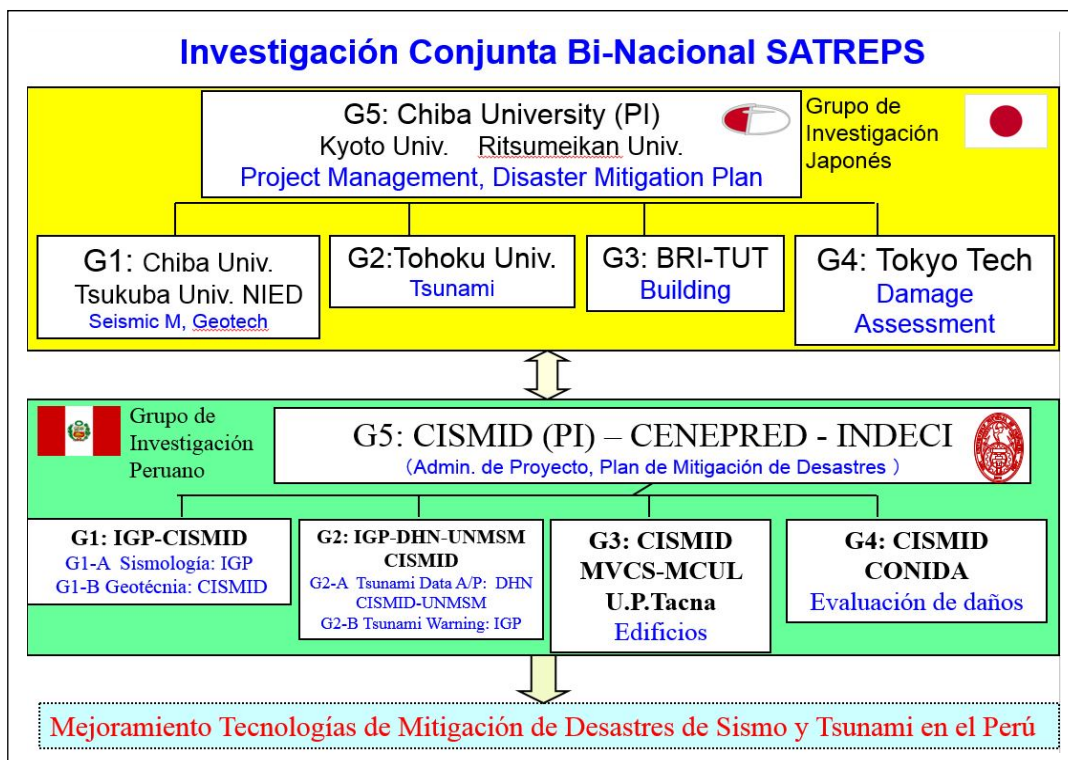 Investigación Conjunta Bi-Nacional SATREPS
G5: Chiba University (PI)
Kyoto Univ. Ritsumeikan Univ.
Project Management, Disaster Mitigation Plan
Grupo de
Investigación
Japonés
G1: Chiba Univ.
Tsukuba Univ. NIED
Seismic M, Geotech
G2:Tohoku Univ.
Tsunami
G3: BRI-TUT
Building
G4: Tokyo Tech
Damage
Assessment
Grupo de
Investigación
Peruano
G5: CISMID (PI) – CENEPRED - INDECI
(Admin. de Proyecto, Plan de Mitigación de Desastres )
G1: IGP-CISMID
G1-A Sismología: IGP
G1-B Geotécnia: CISMID
G2: IGP-DHN-UNMSM
CISMID
G2-A Tsunami Data A/P: DHN
CISMID-UNMSM
G2-B Tsunami Warning: IGP
G3: CISMID
MVCS-MCUL
U.P.Tacna
Edificios
G4: CISMID
CONIDA
Evaluación de daños
Mejoramiento Tecnologías de Mitigación de Desastres de Sismo y Tsunami en el Perú